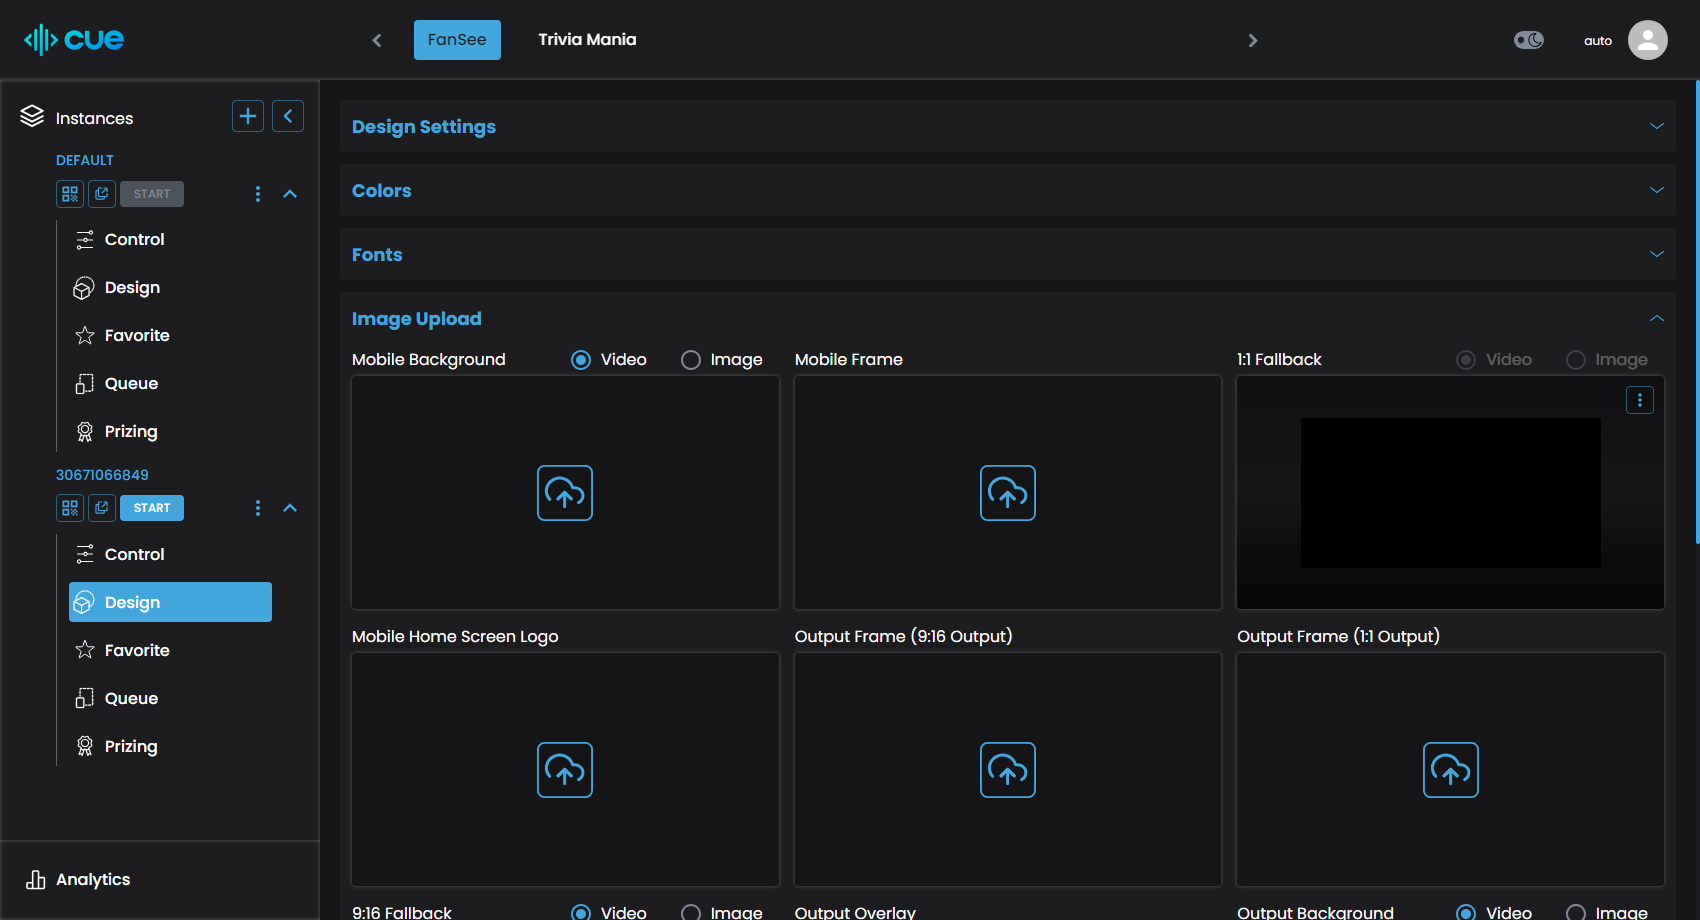 cue
FanSee
Trivia Mania
auto
Instances
DEFAULT
START
Control
Design
Favorite
Queue
Prizing
30671066849
START
Control
Design
Favorite
Queue
Prizing
Analytics
Design Settings
Colors
Fonts
Image Upload
Mobile Background Video Image
Mobile Frame
1:1 Fallback Video Image
Mobile Home Screen Logo
Output Frame (9:16 Output)
Output Frame (1:1 Output)
9:16 Fallback Video Image
Output Overlay
Output Background Video Image